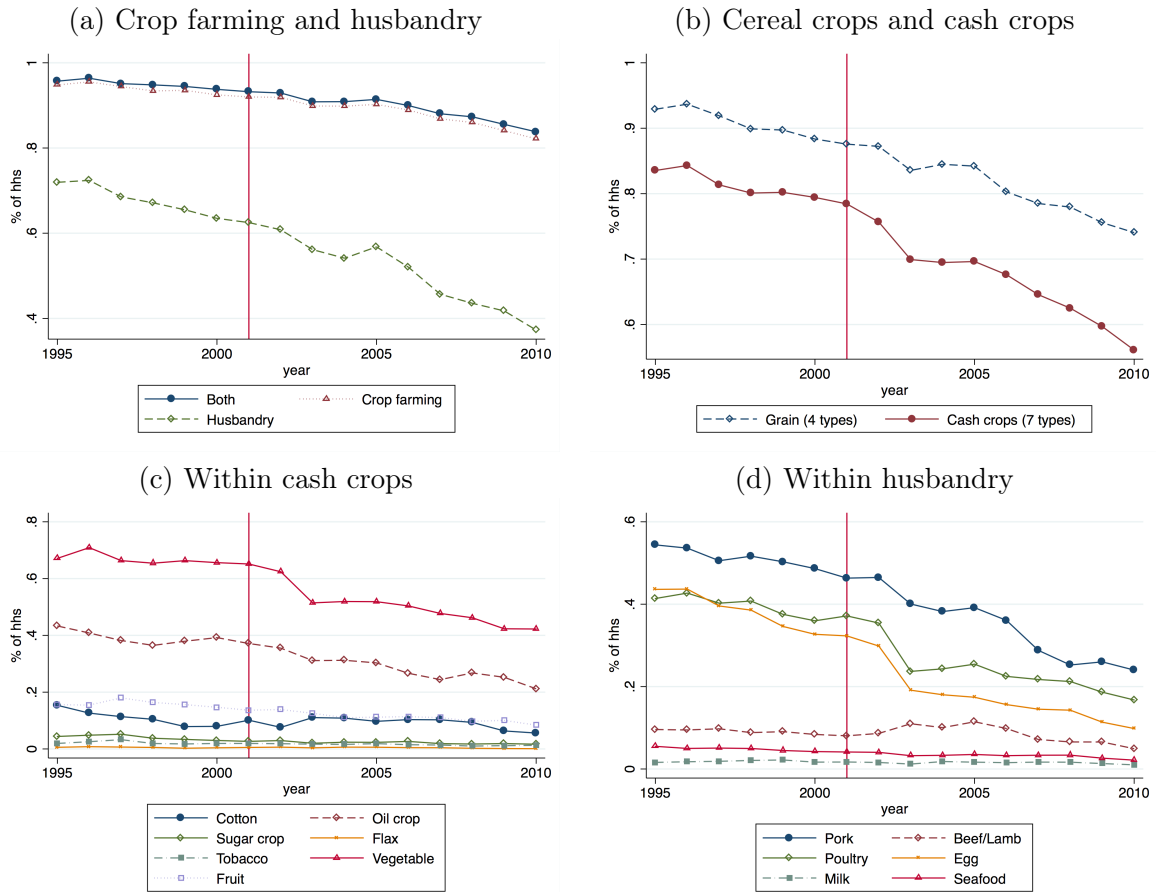 (a) Crop farming and husbandry
% of hhs
1
.8
.6
.4
1995 2000 2005 2010
year
Both Crop farming
Husbandry
(b) Cereal crops and cash crops
% of hhs
1
.9
.8
.7
.6
1995 2000 2005 2010
year
Grain (4 types) Cash crops (7 types)
(c) Within cash crops
% of hhs
.8
.6
.4
.2
0
1995 2000 2005 2010
year
Cotton Oil crop
Sugar crop Flax
Tobacco Vegetable
Fruit
(d) Within husbandry
% of hhs
.6
.4
.2
0
1995 2000 2005 2010
year
Pork Beef/Lamb
Poultry Egg
Milk Seafood